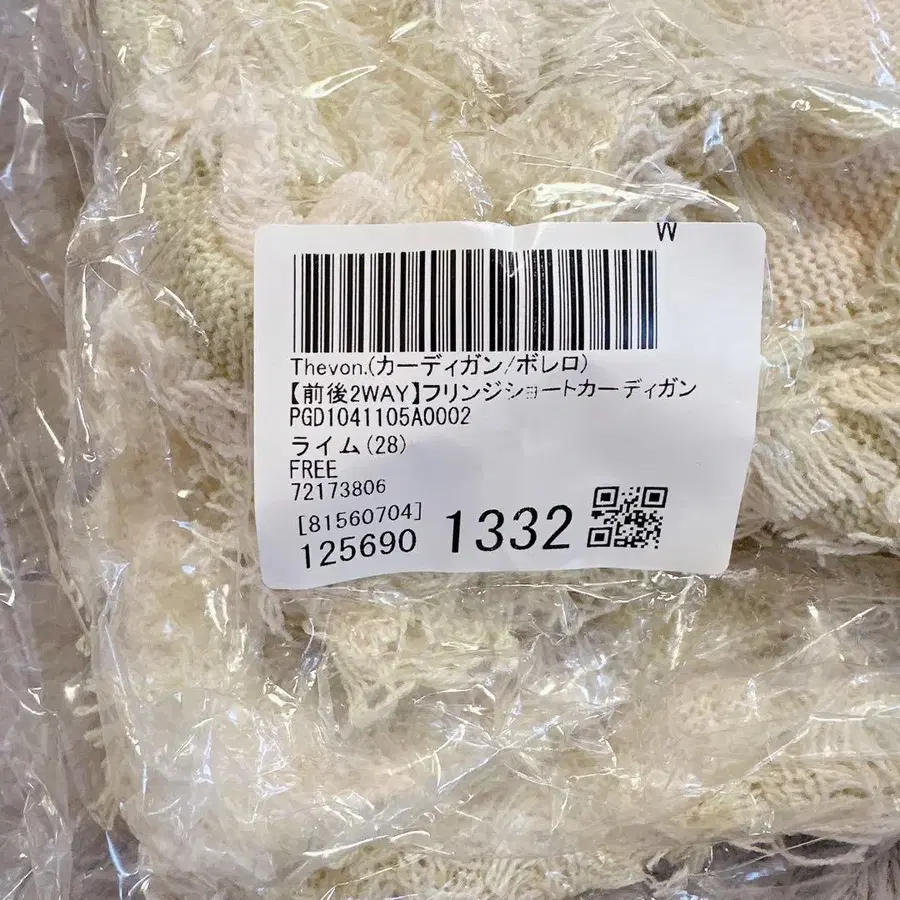 W
Thevon.(カーディガン/ボレロ)
【前後2WAY】フリンジショートカーディガン
PGD1041105A0002
ライム(28)
FREE
72173806
[81560704]
125690 1332